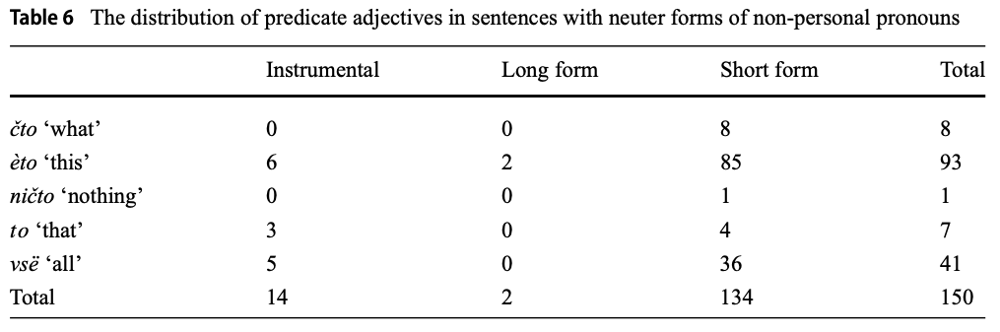 Table 6 The distribution of predicate adjectives in sentences with neuter forms of non-personal pronouns
Instrumental Long form Short form Total
čto ‘what’ 0 0 8 8
èto ‘this’ 6 2 85 93
ničto ‘nothing’ 0 0 1 1
to ‘that’ 3 0 4 7
vsë ‘all’ 5 0 36 41
Total 14 2 134 150